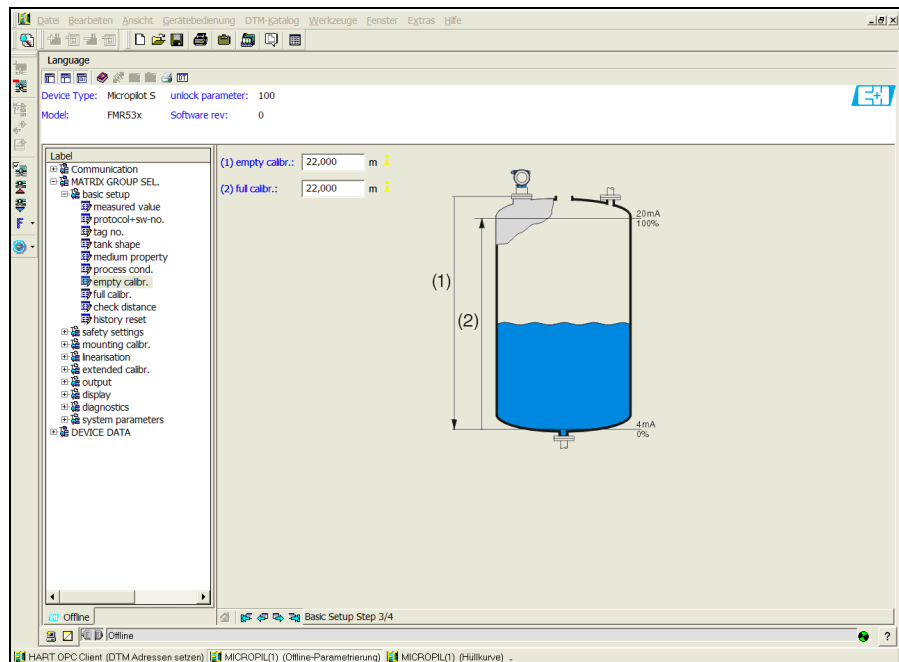 Datei Bearbeiten Ansicht Gerätebedienung DTM-Katalog Werkzeuge Fenster Extras Hilfe
Language
Device Type: Micropilot S unlock parameter: 100
Model: FMR53x Software rev: 0
E+H
Label
Communication
MATRIX GROUP SEL.
basic setup
measured value
protocol+sw-no.
tag no.
tank shape
medium property
process cond.
empty calibr.
full calibr.
check distance
history reset
safety settings
mounting calibr.
linearisation
extended calibr.
output
display
diagnostics
system parameters
DEVICE DATA
(1) empty calibr.: 22,000 m
(2) full calibr.: 22,000 m
20mA
100%
(1)
(2)
4mA
0%
Offline
Basic Setup Step 3/4
Offline
HART OPC Client (DTM Adressen setzen) MICROPIL(1) (Offline-Parametrierung) MICROPIL(1) (Hüllkurve)